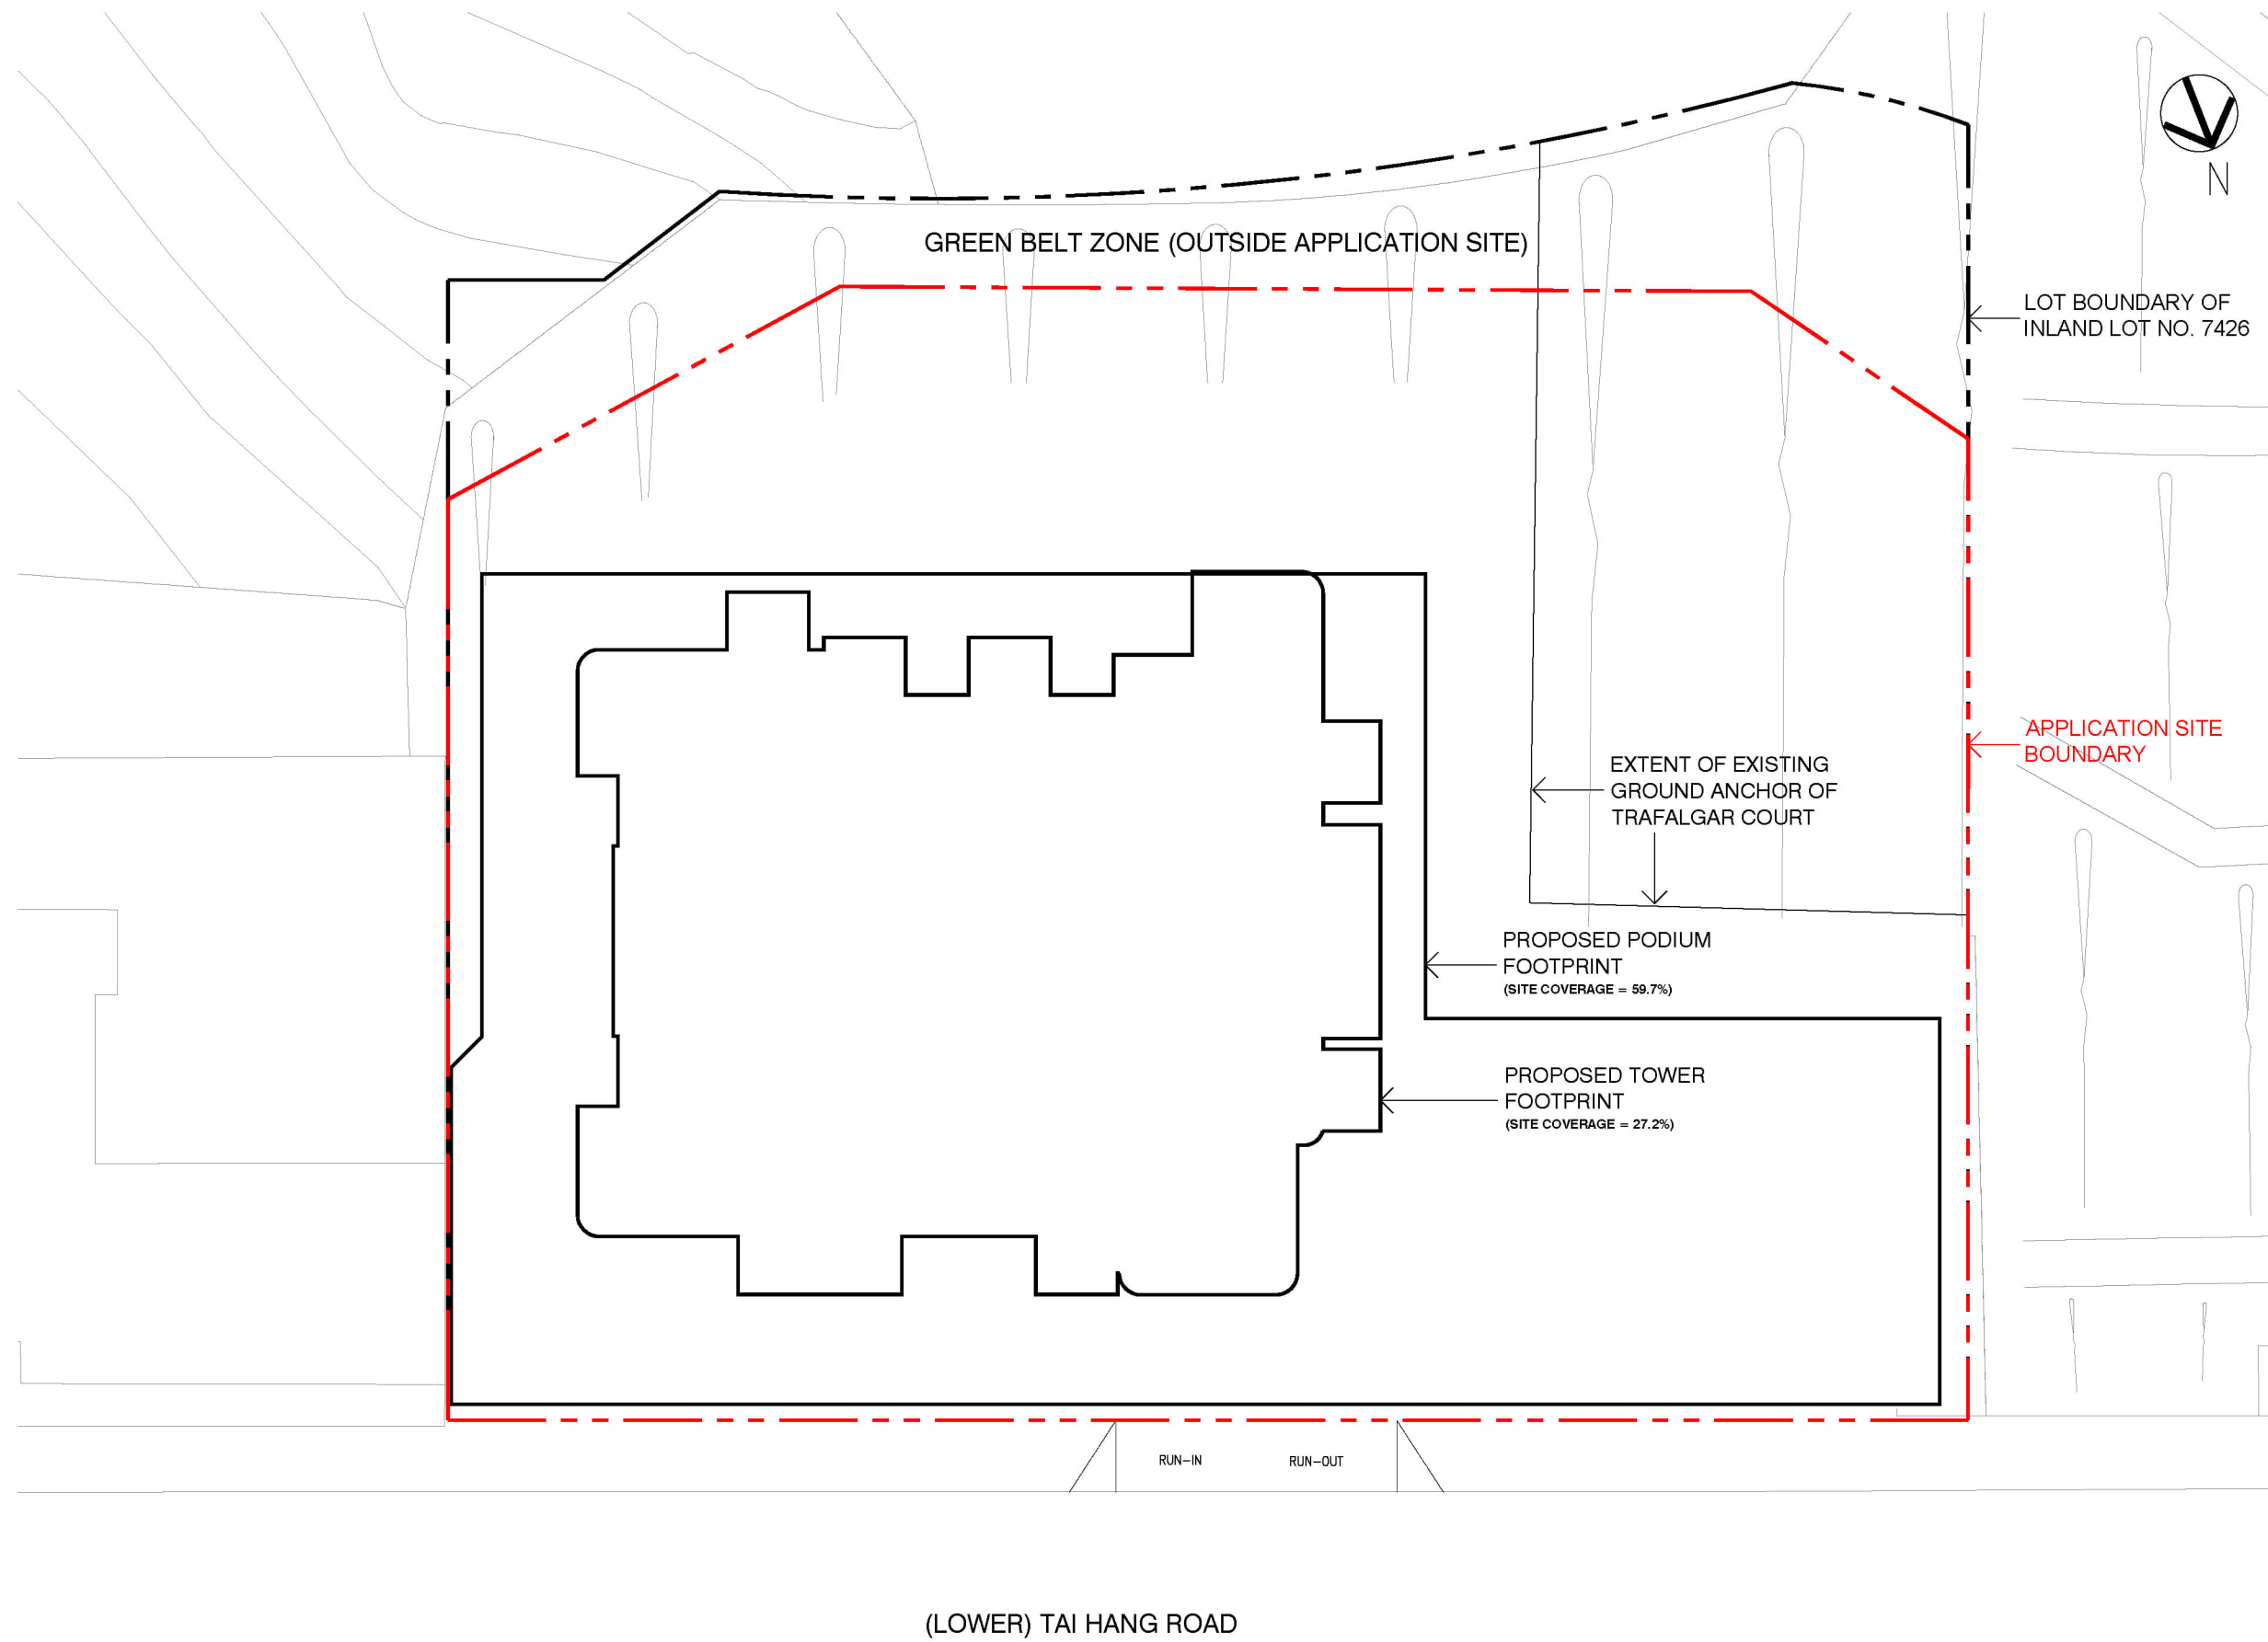 N
GREEN BELT ZONE (OUTSIDE APPLICATION SITE)
LOT BOUNDARY OF
INLAND LOT NO. 7426
APPLICATION SITE
BOUNDARY
EXTENT OF EXISTING
GROUND ANCHOR OF
TRAFALGAR COURT
PROPOSED PODIUM
FOOTPRINT
(SITE COVERAGE = 59.7%)
PROPOSED TOWER
FOOTPRINT
(SITE COVERAGE = 27.2%)
RUN-IN
RUN-OUT
(LOWER) TAI HANG ROAD